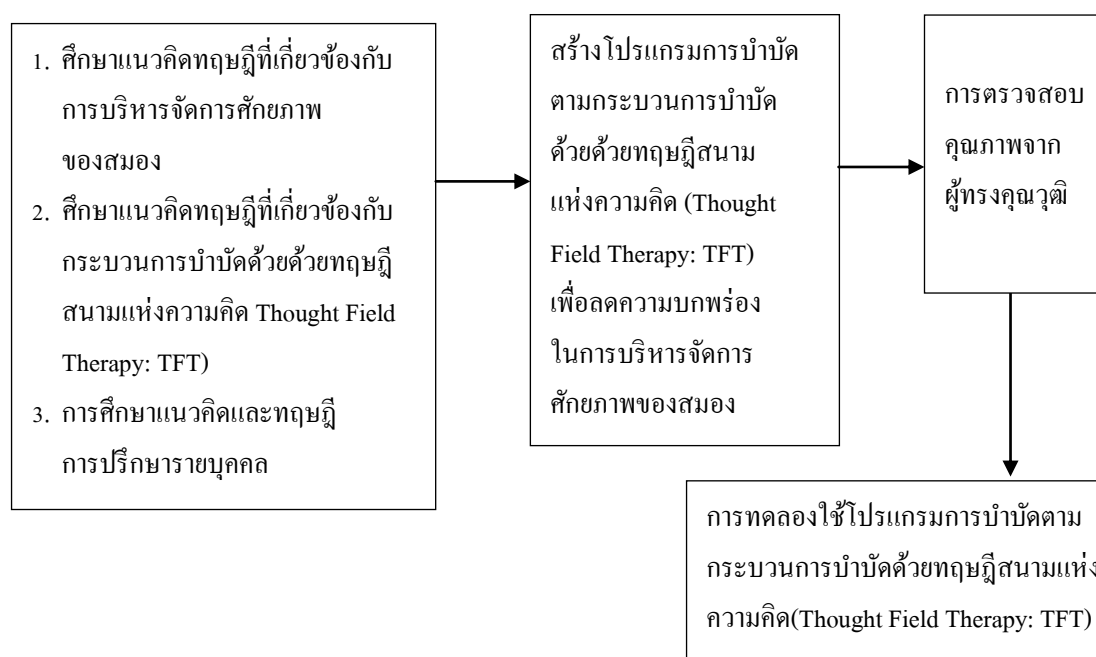 1. ศึกษาแนวคิดทฤษฎีที่เกี่ยวข้องกับ
การบริหารจัดการศักยภาพ
ของสมอง
2. ศึกษาแนวคิดทฤษฎีที่เกี่ยวข้องกับ
กระบวนการบำบัดด้วยด้วยทฤษฎี
สนามแห่งความคิด Thought Field
Therapy: TFT)
3. การศึกษาแนวคิดและทฤษฎี
การปรึกษารายบุคคล
สร้างโปรแกรมการบำบัด
ตามกระบวนการบำบัด
ด้วยด้วยทฤษฎีสนาม
แห่งความคิด (Thought
Field Therapy: TFT)
เพื่อลดความบกพร่อง
ในการบริหารจัดการ
ศักยภาพของสมอง
การตรวจสอบ
คุณภาพจาก
ผู้ทรงคุณวุฒิ
การทดลองใช้โปรแกรมการบำบัดตาม
กระบวนการบำบัดด้วยทฤษฎีสนามแห่ง
ความคิด(Thought Field Therapy: TFT)